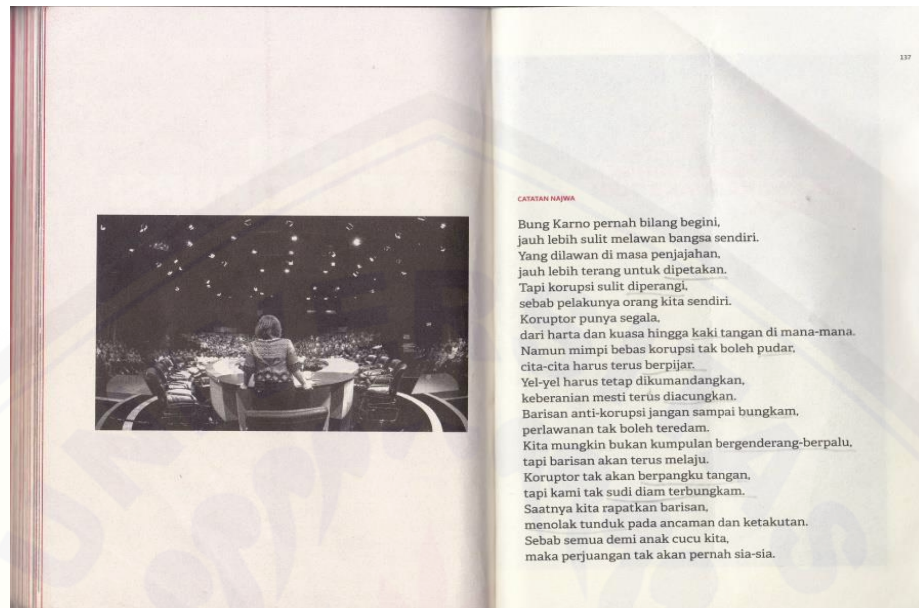 137
CATATAN NAJWA
Bung Karno pernah bilang begini,
jauh lebih sulit melawan bangsa sendiri.
Yang dilawan di masa penjajahan,
jauh lebih terang untuk dipetakan.
Tapi korupsi sulit diperangi,
sebab pelakunya orang kita sendiri.
Koruptor punya segala,
dari harta dan kuasa hingga kaki tangan di mana-mana.
Namun mimpi bebas korupsi tak boleh pudar,
cita-cita harus terus berpijar.
Yel-yel harus tetap dikumandangkan,
keberanian mesti terus diacungkan.
Barisan anti-korupsi jangan sampai bungkam,
perlawanan tak boleh teredam.
Kita mungkin bukan kumpulan bergenderang-berpalu,
tapi barisan akan terus melaju.
Koruptor tak akan berpangku tangan,
tapi kami tak sudi diam terbungkam.
Saatnya kita rapatkan barisan,
menolak tunduk pada ancaman dan ketakutan.
Sebab semua demi anak cucu kita,
maka perjuangan tak akan pernah sia-sia.